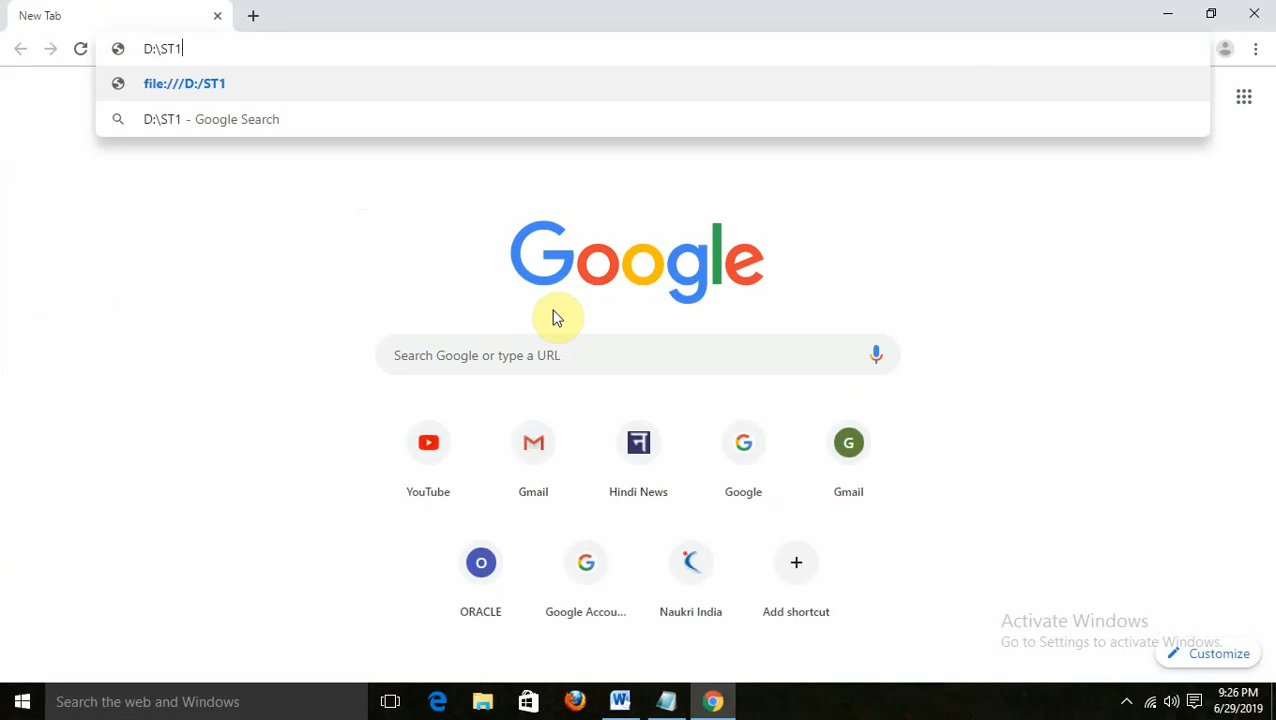 New Tab
D:\ST1
file:///D:/ST1
D:\ST1 - Google Search
Google
Search Google or type a URL
न G G
YouTube Gmail Hindi News Google Gmail
O G
ORACLE Google Accou... Naukri India Add shortcut
Activate Windows
Go to Settings to activate Windows.
Customize
Search the web and Windows
9:26 PM
6/29/2019